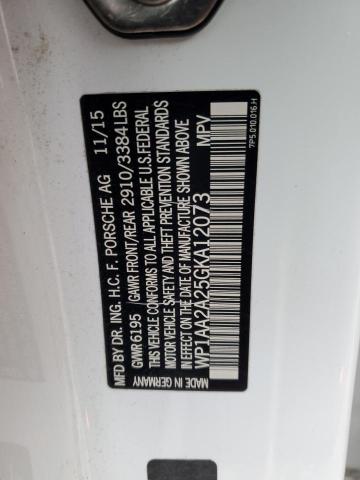 MFD BY DR. ING. H.C. F. PORSCHE AG 11/15
GVWR 6195 /GAWR FRONT/REAR 2910/3384LBS
THIS VEHICLE CONFORMS TO ALL APPLICABLE U.S.FEDERAL
MOTOR VEHICLE SAFETY AND THEFT PREVENTION STANDARDS
IN EFFECT ON THE DATE OF MANUFACTURE SHOWN ABOVE
WP1AA2A25GKA12073 MPV
MADE IN GERMANY
7P5.010.016.H